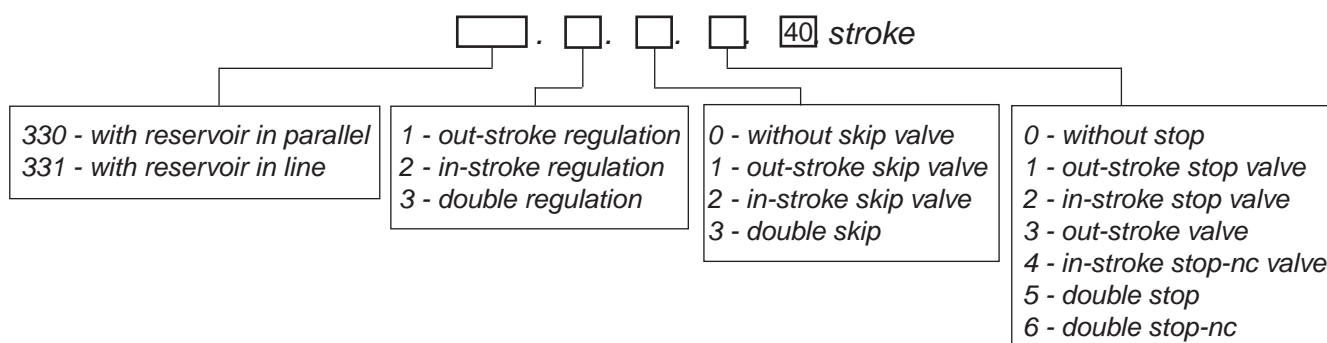 . . . . 40. stroke
330 - with reservoir in parallel
331 - with reservoir in line
1 - out-stroke regulation
2 - in-stroke regulation
3 - double regulation
0 - without skip valve
1 - out-stroke skip valve
2 - in-stroke skip valve
3 - double skip
0 - without stop
1 - out-stroke stop valve
2 - in-stroke stop valve
3 - out-stroke valve
4 - in-stroke stop-nc valve
5 - double stop
6 - double stop-nc